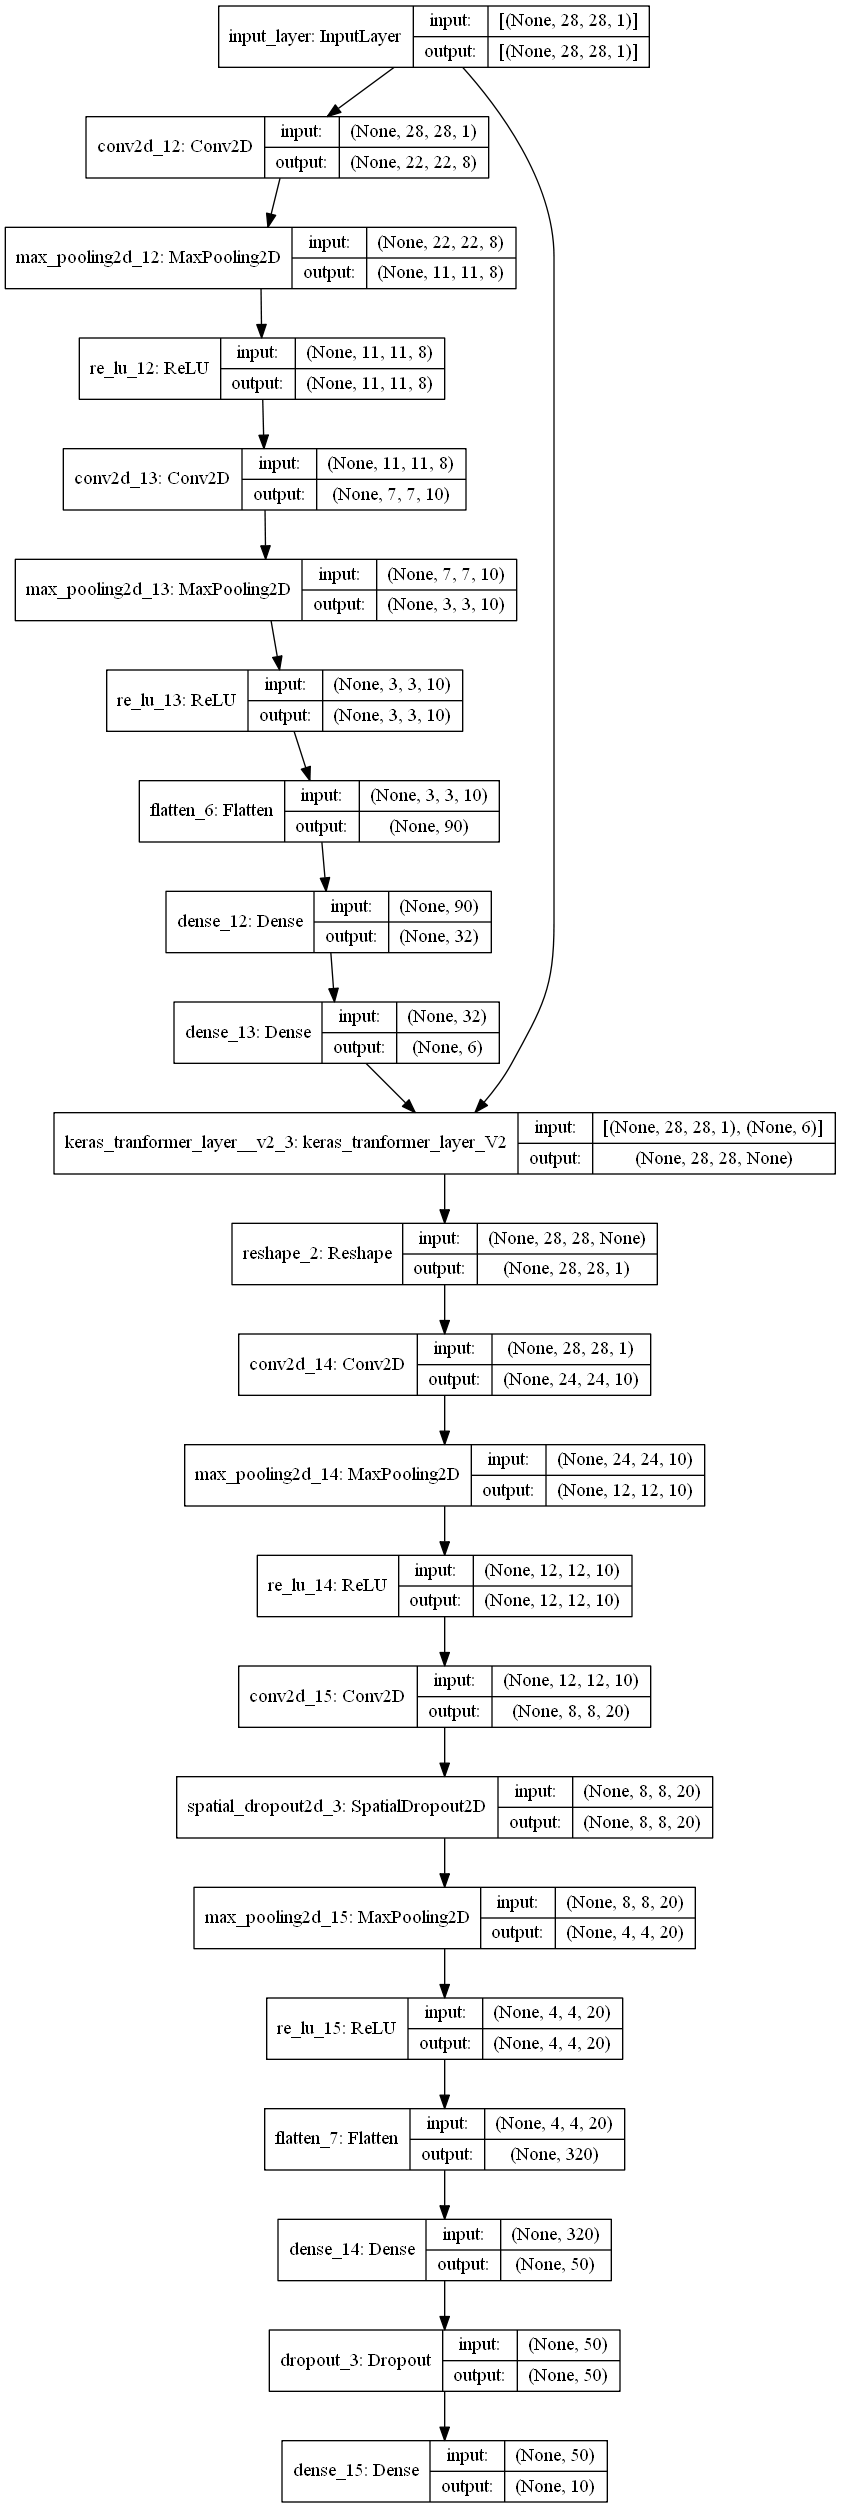 input_layer: InputLayer input: [(None, 28, 28, 1)]
output: [(None, 28, 28, 1)]
conv2d_12: Conv2D input: (None, 28, 28, 1)
output: (None, 22, 22, 8)
max_pooling2d_12: MaxPooling2D input: (None, 22, 22, 8)
output: (None, 11, 11, 8)
re_lu_12: ReLU input: (None, 11, 11, 8)
output: (None, 11, 11, 8)
conv2d_13: Conv2D input: (None, 11, 11, 8)
output: (None, 7, 7, 10)
max_pooling2d_13: MaxPooling2D input: (None, 7, 7, 10)
output: (None, 3, 3, 10)
re_lu_13: ReLU input: (None, 3, 3, 10)
output: (None, 3, 3, 10)
flatten_6: Flatten input: (None, 3, 3, 10)
output: (None, 90)
dense_12: Dense input: (None, 90)
output: (None, 32)
dense_13: Dense input: (None, 32)
output: (None, 6)
keras_tranformer_layer__v2_3: keras_tranformer_layer_V2 input: [(None, 28, 28, 1), (None, 6)]
output: (None, 28, 28, None)
reshape_2: Reshape input: (None, 28, 28, None)
output: (None, 28, 28, 1)
conv2d_14: Conv2D input: (None, 28, 28, 1)
output: (None, 24, 24, 10)
max_pooling2d_14: MaxPooling2D input: (None, 24, 24, 10)
output: (None, 12, 12, 10)
re_lu_14: ReLU input: (None, 12, 12, 10)
output: (None, 12, 12, 10)
conv2d_15: Conv2D input: (None, 12, 12, 10)
output: (None, 8, 8, 20)
spatial_dropout2d_3: SpatialDropout2D input: (None, 8, 8, 20)
output: (None, 8, 8, 20)
max_pooling2d_15: MaxPooling2D input: (None, 8, 8, 20)
output: (None, 4, 4, 20)
re_lu_15: ReLU input: (None, 4, 4, 20)
output: (None, 4, 4, 20)
flatten_7: Flatten input: (None, 4, 4, 20)
output: (None, 320)
dense_14: Dense input: (None, 320)
output: (None, 50)
dropout_3: Dropout input: (None, 50)
output: (None, 50)
dense_15: Dense input: (None, 50)
output: (None, 10)